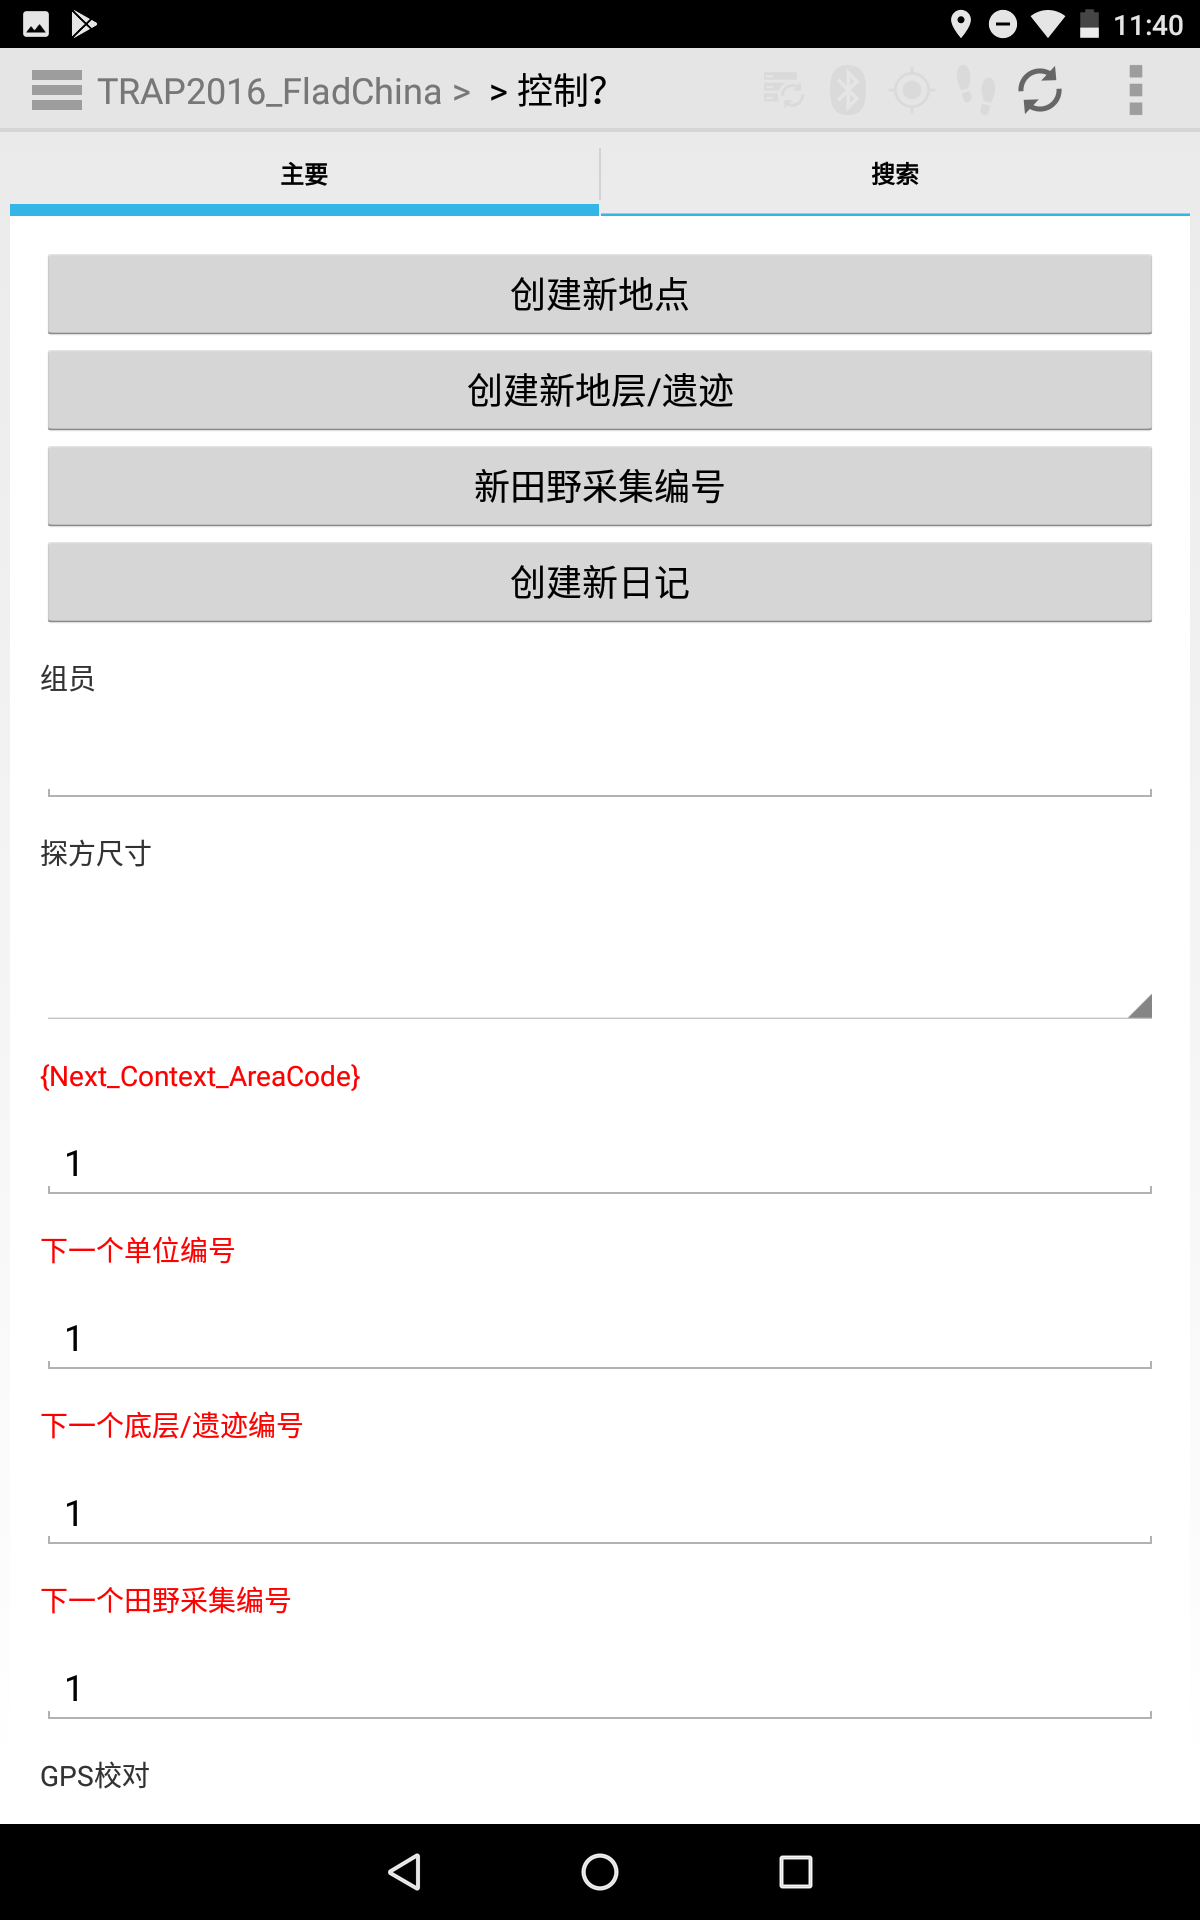 11:40
TRAP2016_FladChina > > 控制?
主要 搜索
创建新地点
创建新地层/遗迹
新田野采集编号
创建新日记
组员
探方尺寸
{Next_Context_AreaCode}
1
下一个单位编号
1
下一个底层/遗迹编号
1
下一个田野采集编号
1
GPS校对